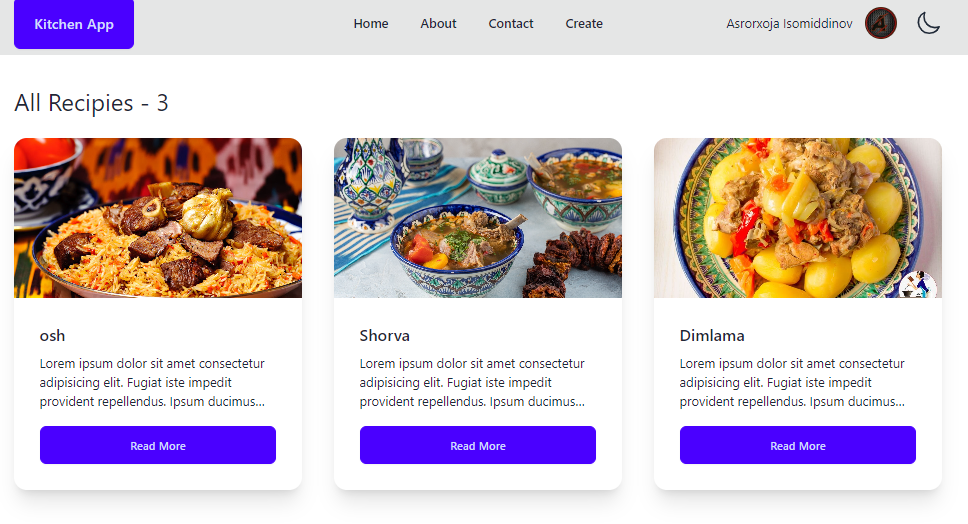 Kitchen App
Home About Contact Create
Asrorxoja Isomiddinov
All Recipies - 3
osh
Lorem ipsum dolor sit amet consectetur
adipisicing elit. Fugiat iste impedit
provident repellendus. Ipsum ducimus...
Read More
Shorva
Lorem ipsum dolor sit amet consectetur
adipisicing elit. Fugiat iste impedit
provident repellendus. Ipsum ducimus...
Read More
Dimlama
Lorem ipsum dolor sit amet consectetur
adipisicing elit. Fugiat iste impedit
provident repellendus. Ipsum ducimus...
Read More